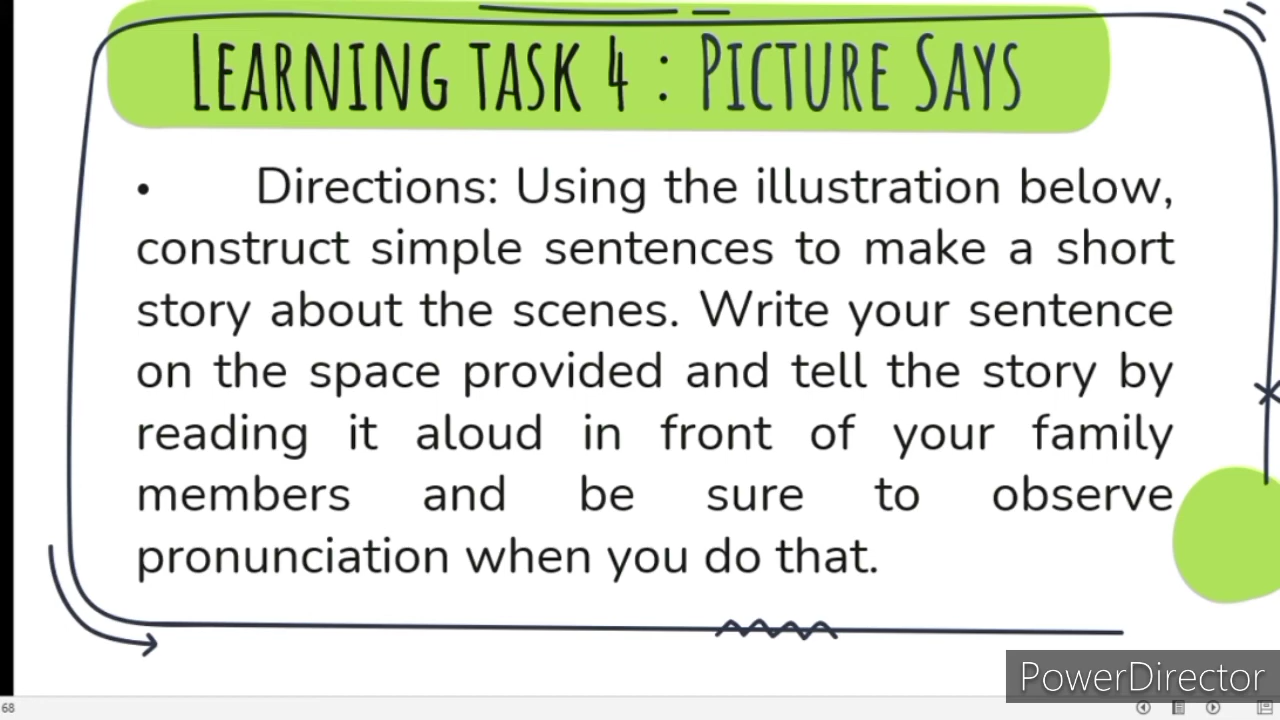 LEARNING TASK 4 : PICTURE SAYS
• Directions: Using the illustration below,
construct simple sentences to make a short
story about the scenes. Write your sentence
on the space provided and tell the story by
reading it aloud in front of your family
members and be sure to observe
pronunciation when you do that.
PowerDirector
68